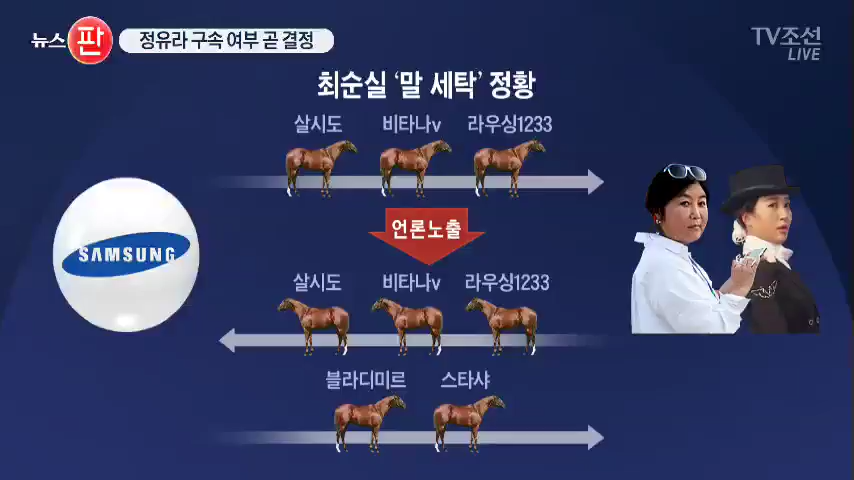 뉴스 판 정유라 구속 여부 곧 결정
TV조선
LIVE
최순실 '말 세탁' 정황
살시도 비타나v 라우싱1233
언론노출
SAMSUNG
살시도 비타나v 라우싱1233
블라디미르 스타샤